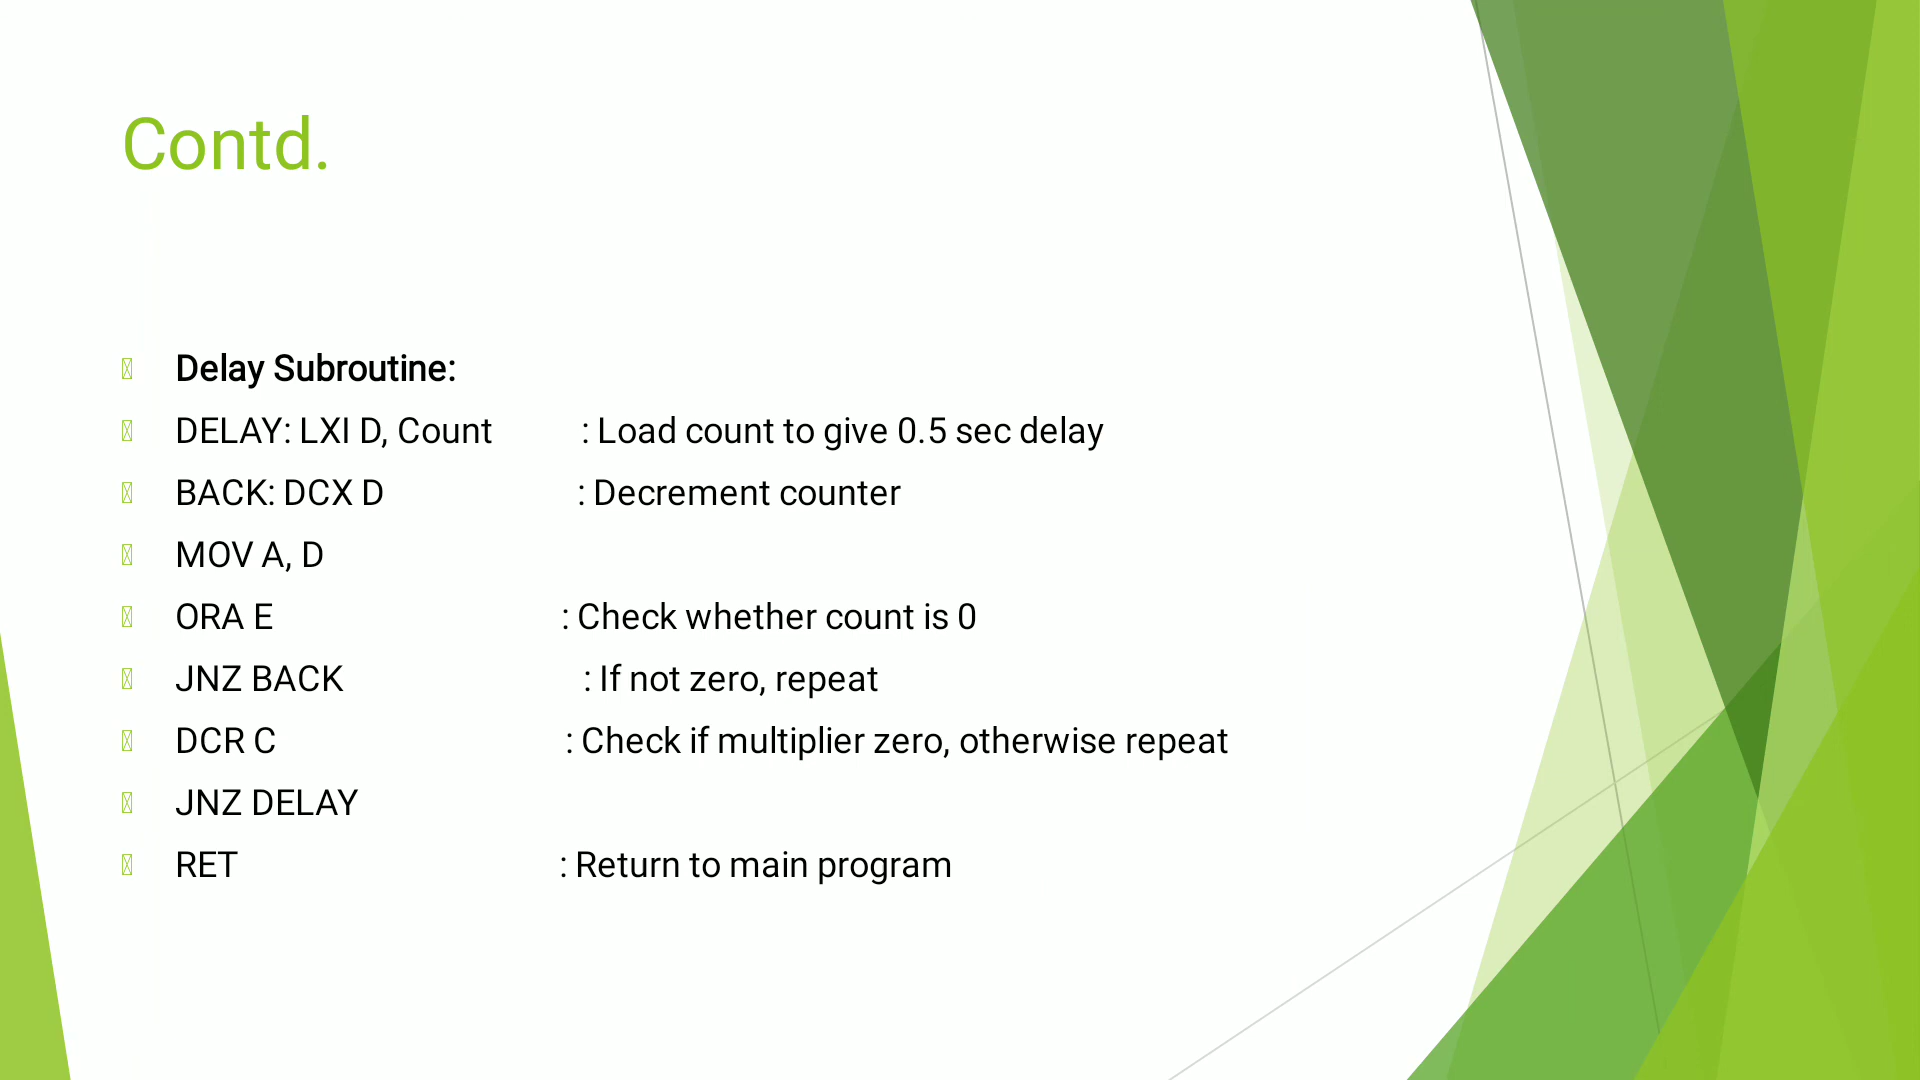 Contd.
Delay Subroutine:
DELAY: LXI D, Count : Load count to give 0.5 sec delay
BACK: DCX D : Decrement counter
MOV A, D
ORA E : Check whether count is 0
JNZ BACK : If not zero, repeat
DCR C : Check if multiplier zero, otherwise repeat
JNZ DELAY
RET : Return to main program